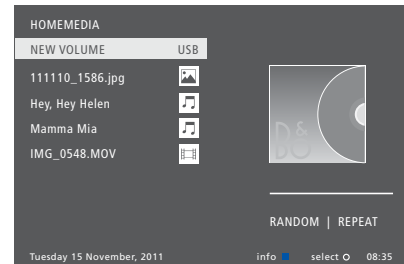 HOMEMEDIA
NEW VOLUME USB
111110_1586.jpg
Hey, Hey Helen
Mamma Mia
IMG_0548.MOV
B&O
RANDOM | REPEAT
Tuesday 15 November, 2011 info select 08:35